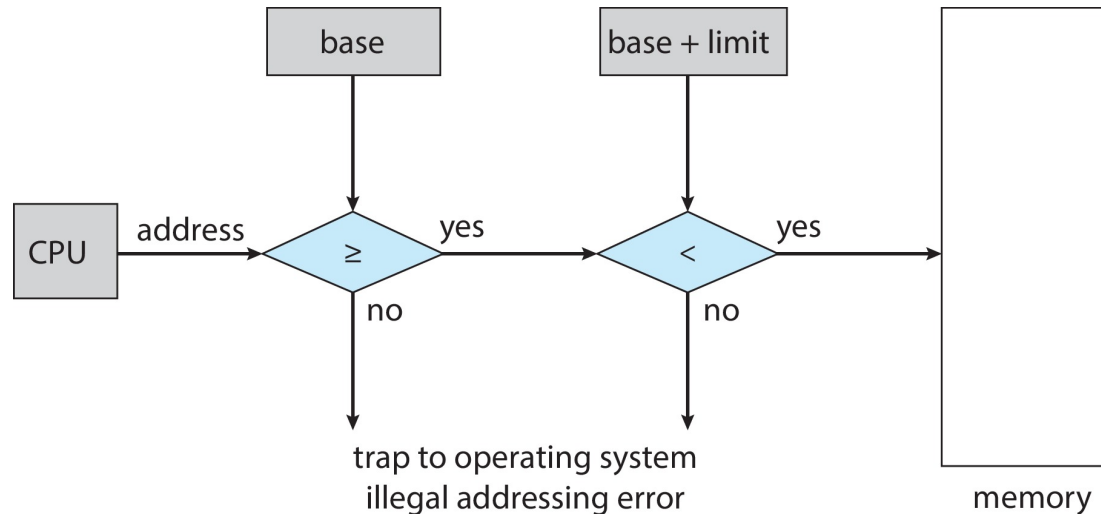 base
base + limit
CPU
address
≥
yes
<
yes
no
no
trap to operating system
illegal addressing error
memory